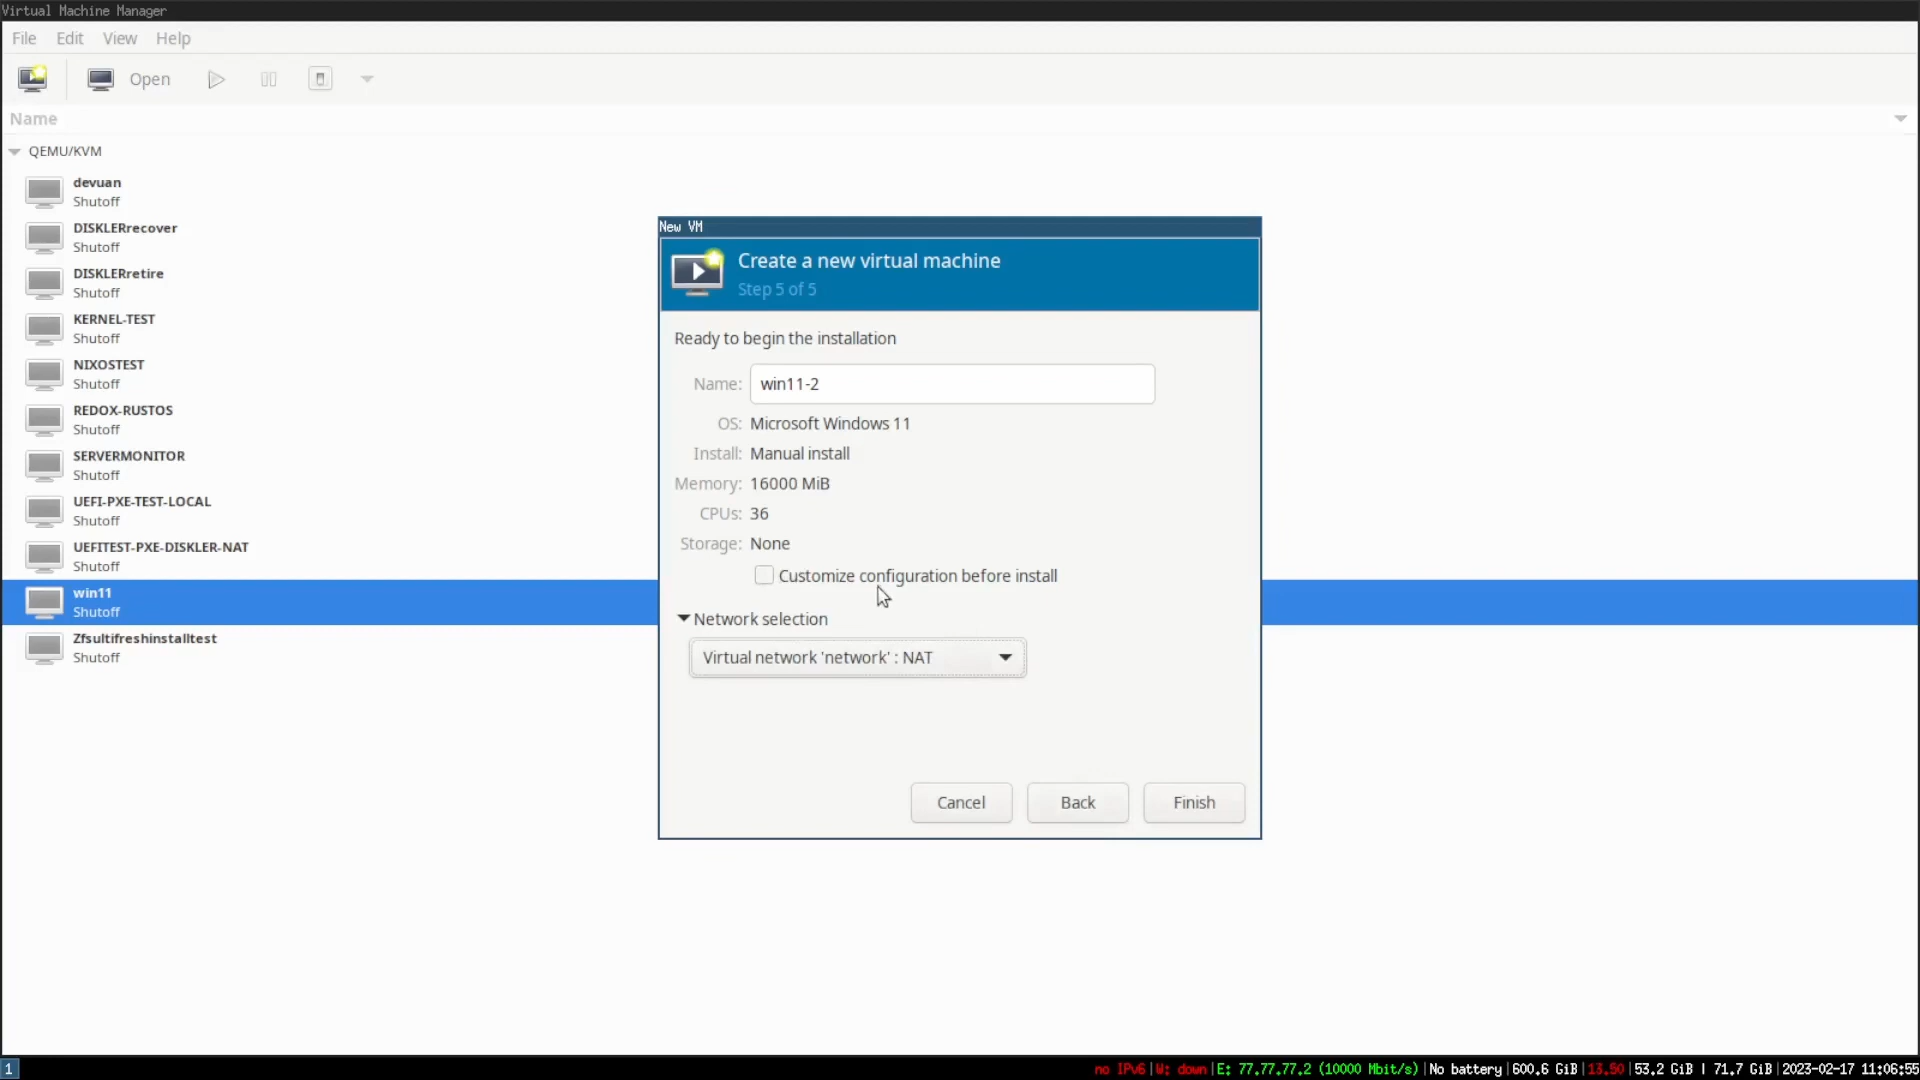 Virtual Machine Manager
File Edit View Help
Open
Name
QEMU/KVM
devuan
Shutoff
DISKLERrecover
Shutoff
DISKLERretire
Shutoff
KERNEL-TEST
Shutoff
NIXOSTEST
Shutoff
REDOX-RUSTOS
Shutoff
SERVERMONITOR
Shutoff
UEFI-PXE-TEST-LOCAL
Shutoff
UEFITEST-PXE-DISKLER-NAT
Shutoff
win11
Shutoff
Zfsultifreshinstalltest
Shutoff
New VM
Create a new virtual machine
Step 5 of 5
Ready to begin the installation
Name: win11-2
OS: Microsoft Windows 11
Install: Manual install
Memory: 16000 MiB
CPUs: 36
Storage: None
Customize configuration before install
Network selection
Virtual network 'network' : NAT
Cancel Back Finish
1 no IPv6|W: down|E: 77.77.77.2 (10000 Mbit/s)|No battery|600.6 GiB|13.50|53.2 GiB | 71.7 GiB|2023-02-17 11:06:55